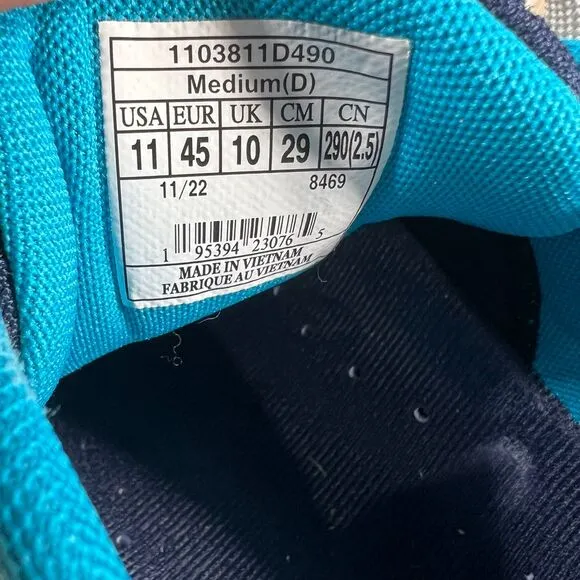 1103811D490
Medium(D)
USA EUR UK CM CN
11 45 10 29 290(2.5)
11/22 8469
1 95394 23076 5
MADE IN VIETNAM
FABRIQUE AU VIETNAM